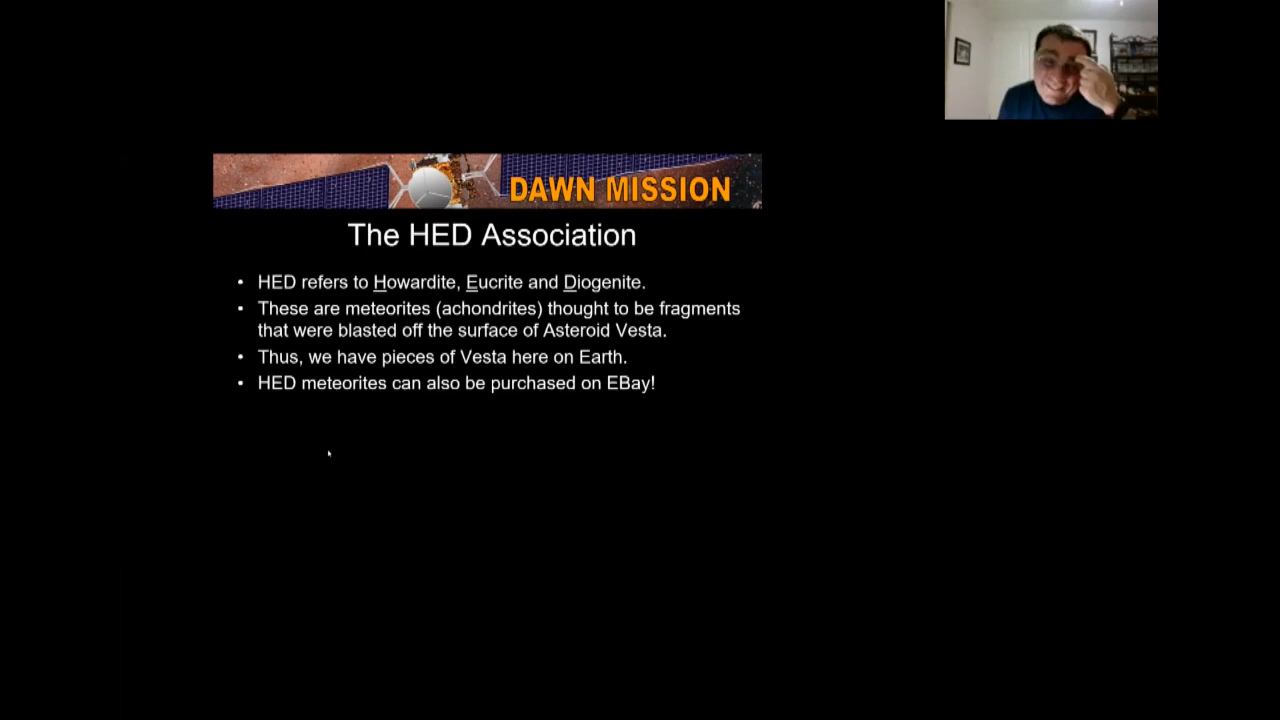 DAWN MISSION
The HED Association
• HED refers to Howardite, Eucrite and Diogenite.
• These are meteorites (achondrites) thought to be fragments
that were blasted off the surface of Asteroid Vesta.
• Thus, we have pieces of Vesta here on Earth.
• HED meteorites can also be purchased on EBay!